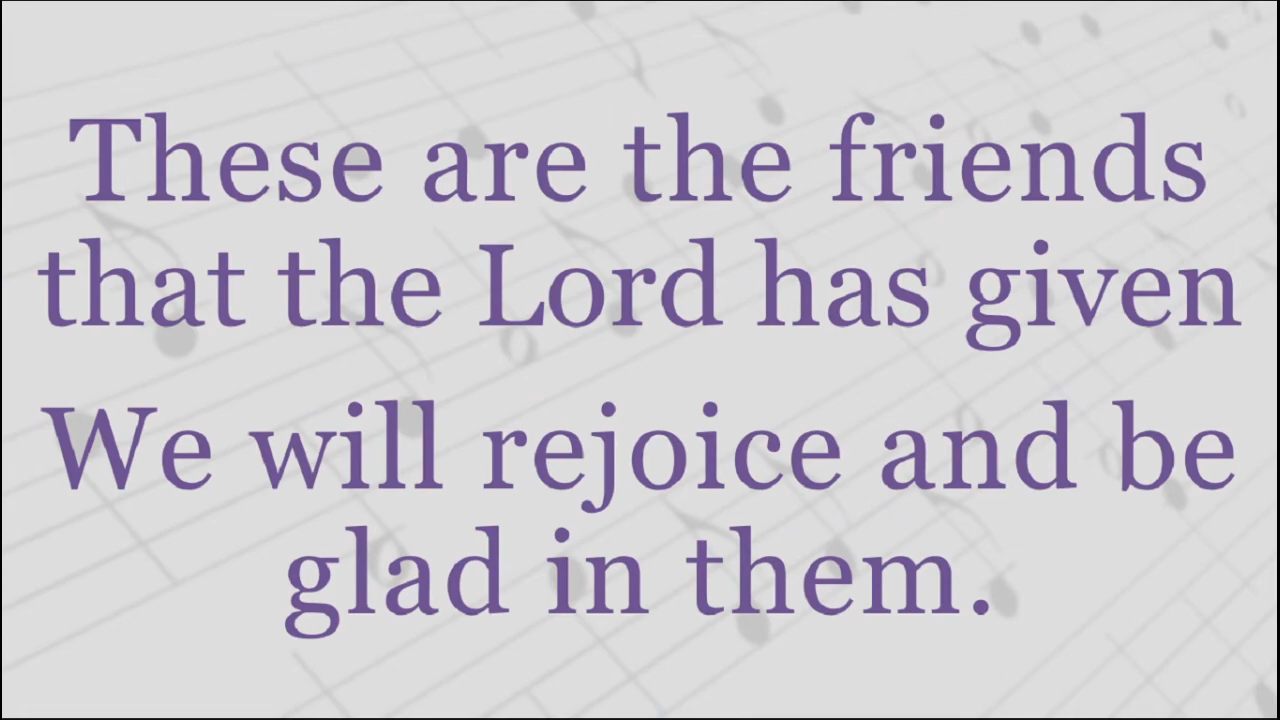 These are the friends
that the Lord has given
We will rejoice and be
glad in them.